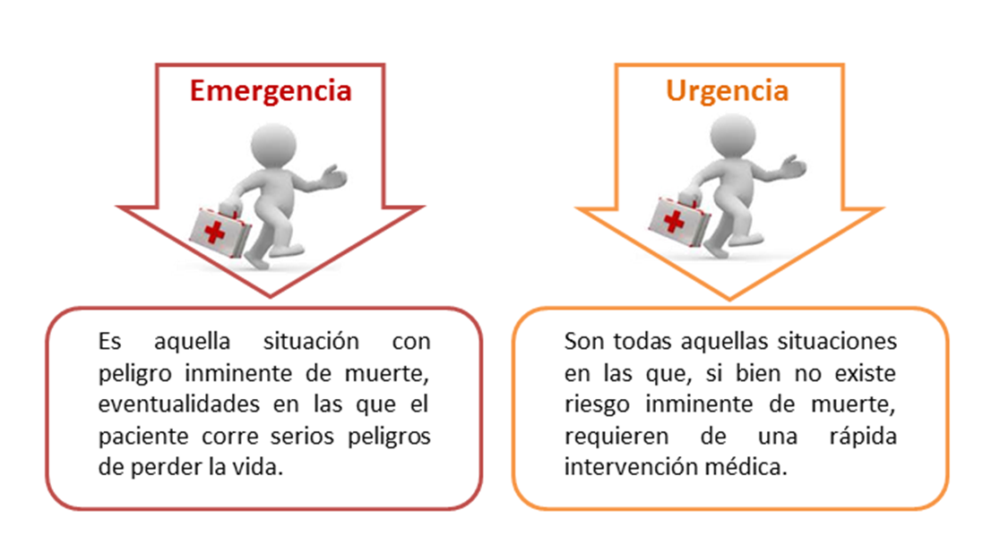 Emergencia
Es aquella situación con
peligro inminente de muerte,
eventualidades en las que el
paciente corre serios peligros
de perder la vida.
Urgencia
Son todas aquellas situaciones
en las que, si bien no existe
riesgo inminente de muerte,
requieren de una rápida
intervención médica.